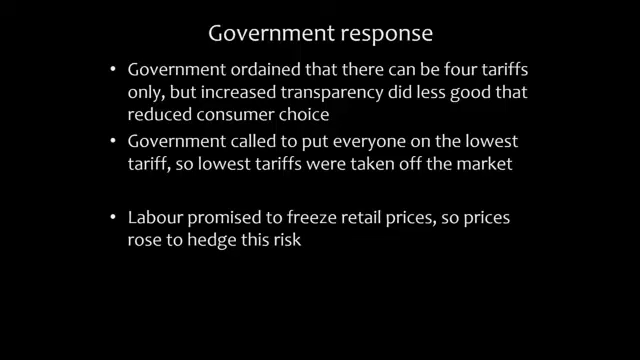 Government response
• Government ordained that there can be four tariffs
only, but increased transparency did less good that
reduced consumer choice
• Government called to put everyone on the lowest
tariff, so lowest tariffs were taken off the market
• Labour promised to freeze retail prices, so prices
rose to hedge this risk